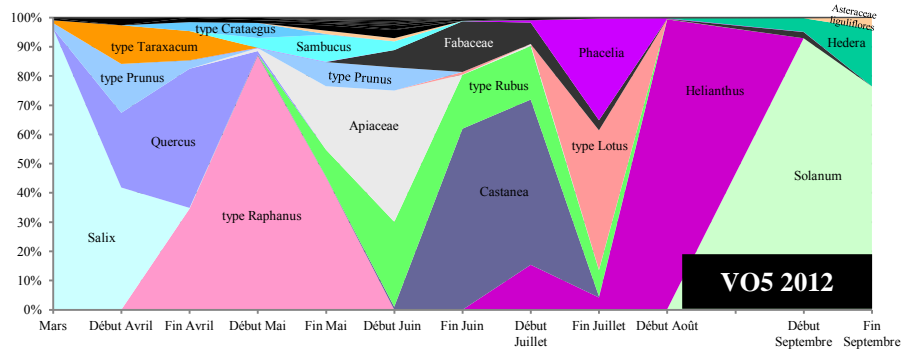 100%
90%
80%
70%
60%
50%
40%
30%
20%
10%
0%
type Taraxacum
type Prunus
Quercus
Salix
type Crataegus
Sambucus
type Prunus
Apiaceae
type Raphanus
Fabaceae
type Rubus
Castanea
Phacelia
type Lotus
Helianthus
Asteraceae
liguliflores
Hedera
Solanum
VO5 2012
Mars
Début Avril
Fin Avril
Début Mai
Fin Mai
Début Juin
Fin Juin
Début
Juillet
Fin Juillet
Début Août
Début
Septembre
Fin
Septembre